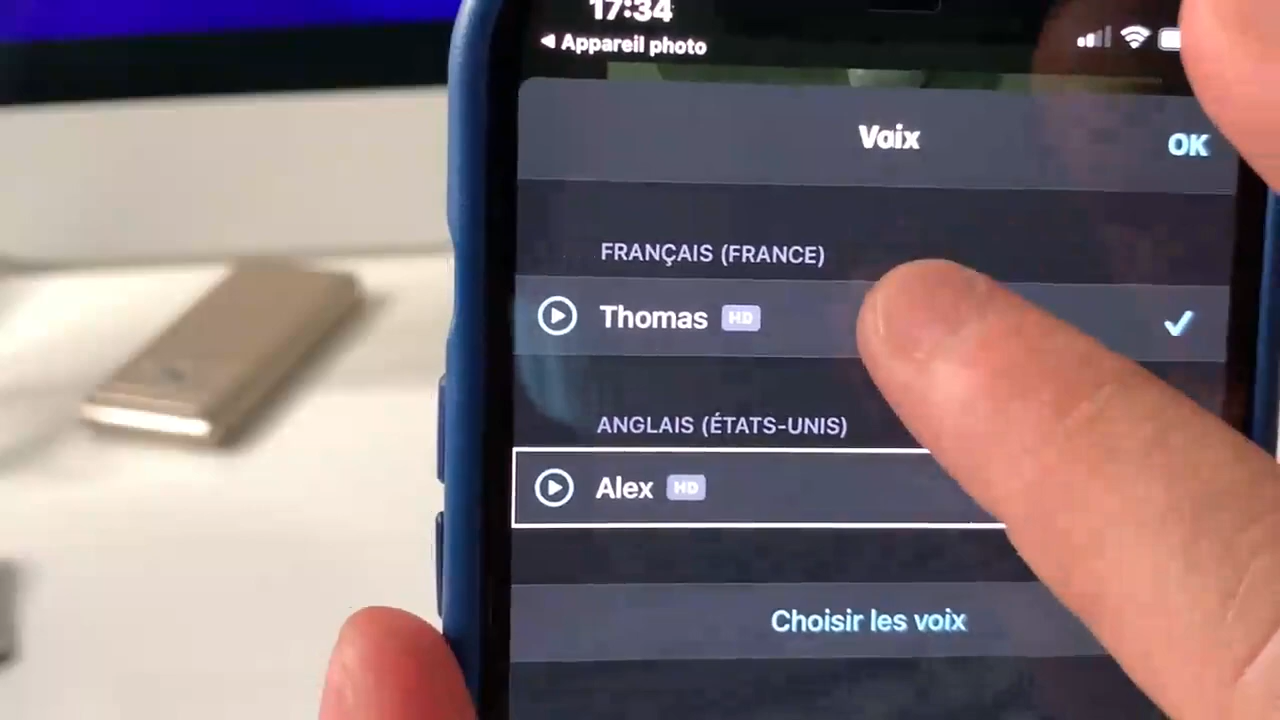 17:34
◀ Appareil photo
Voix
OK
FRANÇAIS (FRANCE)
Thomas HD
ANGLAIS (ÉTATS-UNIS)
Alex HD
Choisir les voix